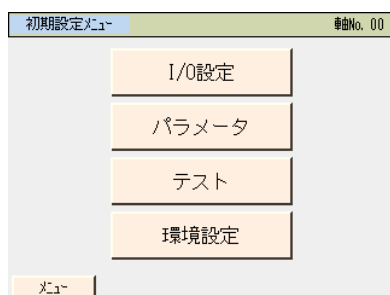 初期設定ﾒﾆｭｰ 軸No. 00
I/O設定
パラメータ
テスト
環境設定
ﾒﾆｭｰ